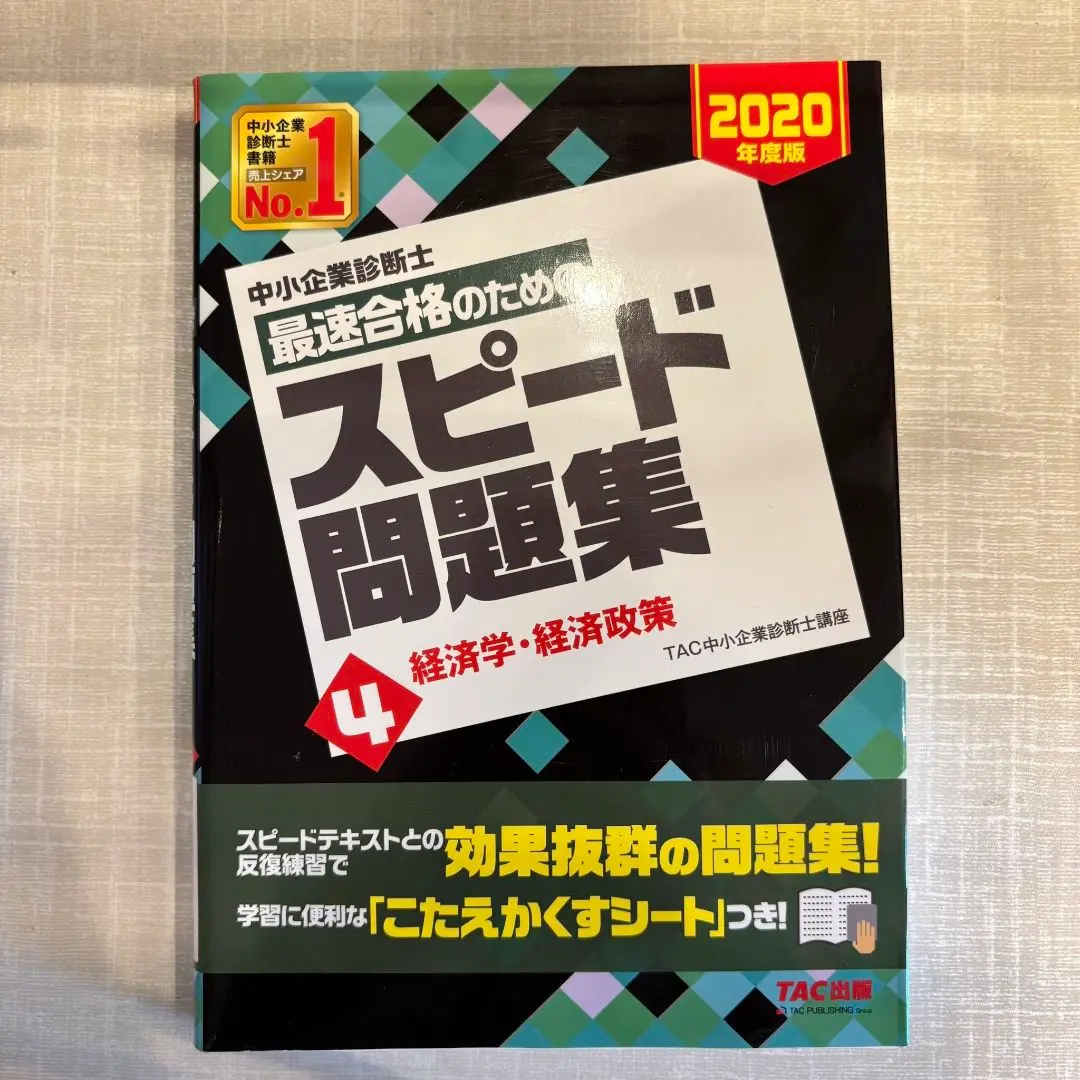 中小企業
診断士
書籍
売上シェア
No.1※
2020
年度版
中小企業診断士
最速合格のための
スピード
問題集
4 経済学・経済政策
TAC中小企業診断士講座
スピードテキストとの
反復練習で
効果抜群の問題集!
学習に便利な「こたえかくすシート」つき!
TAC出版
TAC PUBLISHING Group